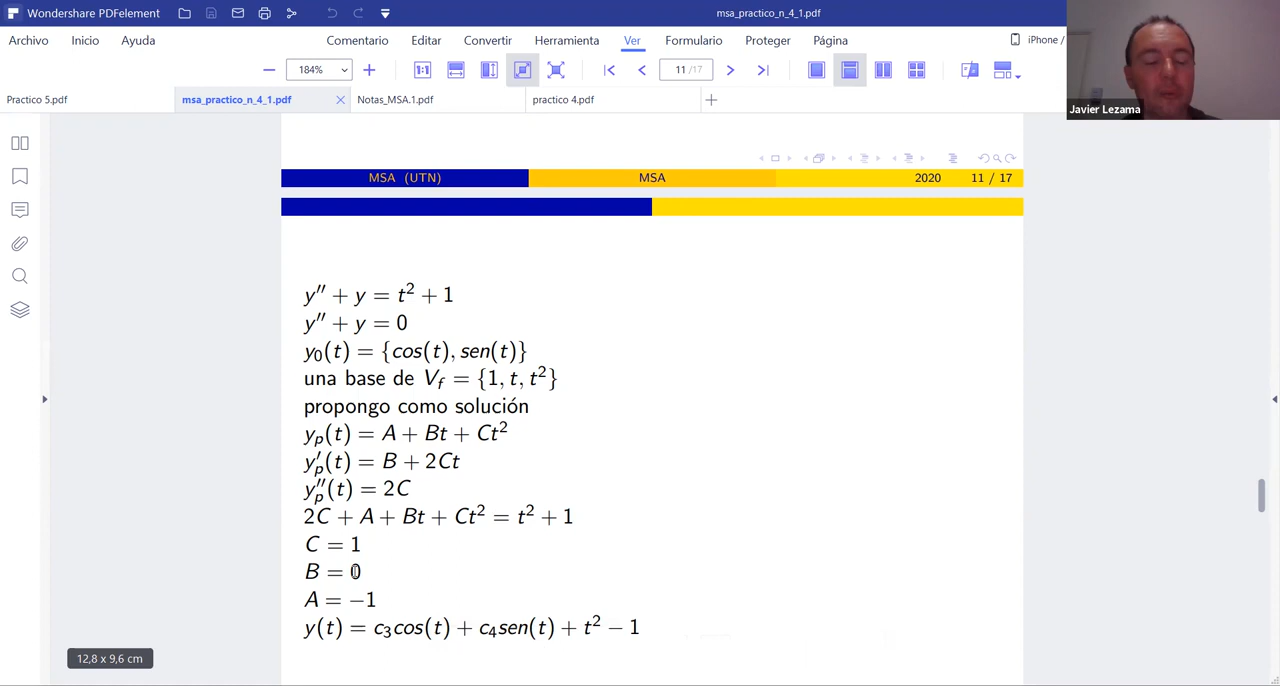 Wondershare PDFelement
msa_practico_n_4_1.pdf
Archivo Inicio Ayuda Comentario Editar Convertir Herramienta Ver Formulario Proteger Página iPhone /
184% 11 /17
Practico 5.pdf msa_practico_n_4_1.pdf Notas_MSA.1.pdf practico 4.pdf
Javier Lezama
MSA (UTN) MSA 2020 11 / 17
y″ + y = t² + 1
y″ + y = 0
y₀(t) = {cos(t), sen(t)}
una base de V_f = {1, t, t²}
propongo como solución
y_p(t) = A + Bt + Ct²
y′_p(t) = B + 2Ct
y″_p(t) = 2C
2C + A + Bt + Ct² = t² + 1
C = 1
B = 0
A = −1
y(t) = c₃cos(t) + c₄sen(t) + t² − 1
12,8 x 9,6 cm